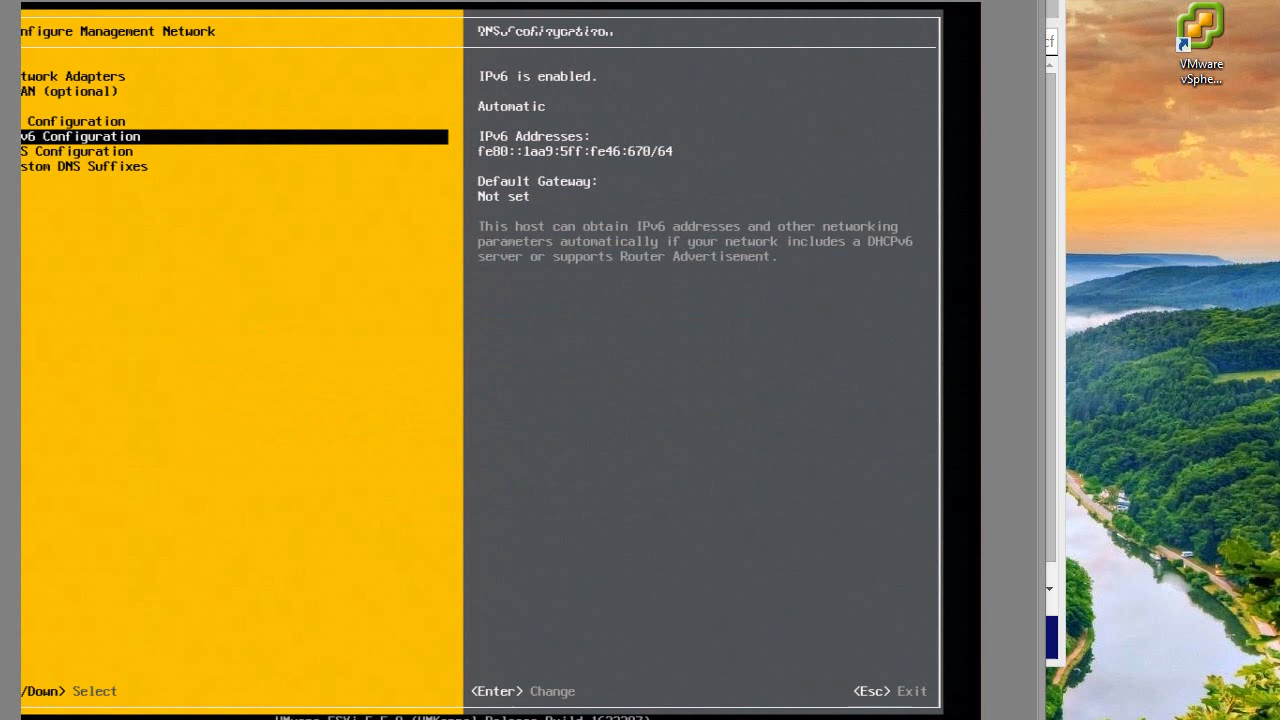 nfigure Management Network
twork Adapters
AN (optional)
Configuration
v6 Configuration
S Configuration
stom DNS Suffixes
/Down> Select
IPv6 is enabled.
Automatic
IPv6 Addresses:
fe80::1aa9:5ff:fe46:670/64
Default Gateway:
Not set
This host can obtain IPv6 addresses and other networking
parameters automatically if your network includes a DHCPv6
server or supports Router Advertisement.
<Enter> Change
<Esc> Exit
cf
VMware
vSphe...